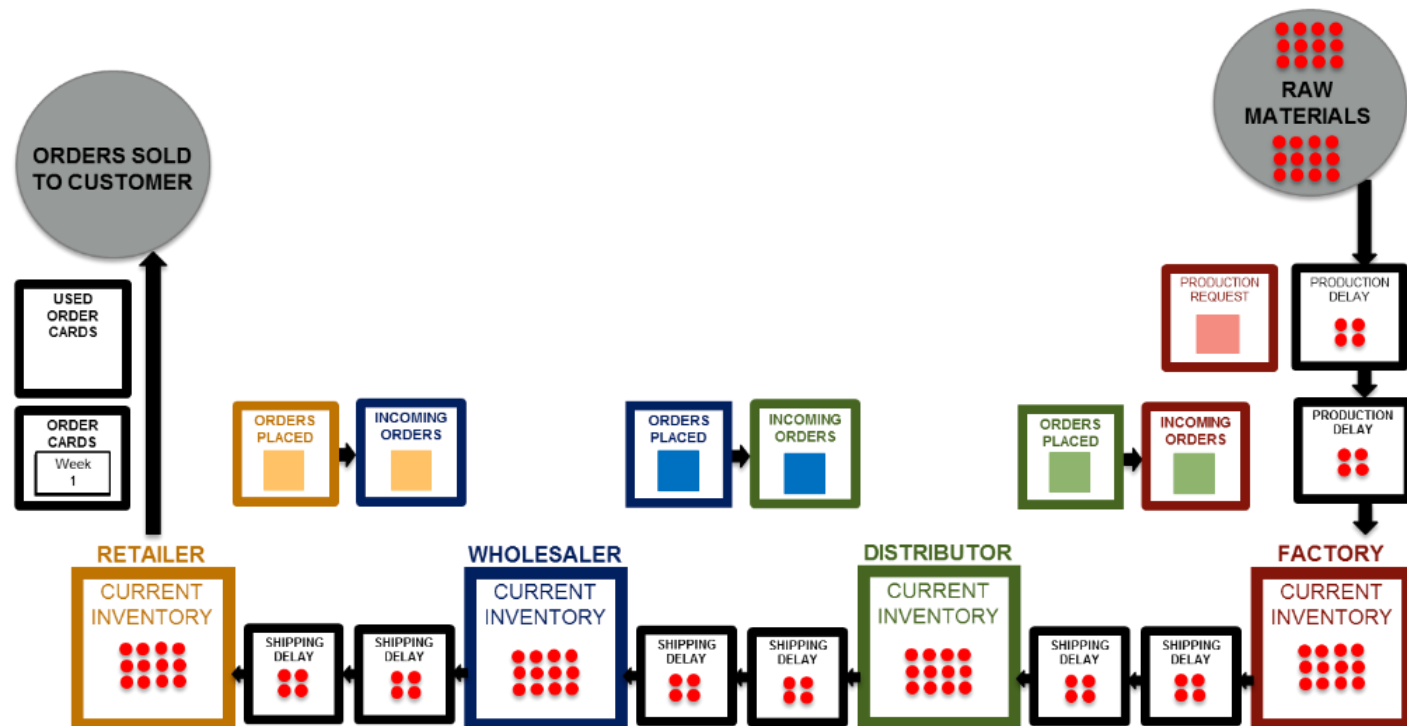 RAW
MATERIALS
ORDERS SOLD
TO CUSTOMER
USED
ORDER
CARDS
PRODUCTION
REQUEST
PRODUCTION
DELAY
ORDER
CARDS
Week
1
ORDERS
PLACED
INCOMING
ORDERS
ORDERS
PLACED
INCOMING
ORDERS
ORDERS
PLACED
INCOMING
ORDERS
PRODUCTION
DELAY
RETAILER
CURRENT
INVENTORY
SHIPPING
DELAY
SHIPPING
DELAY
WHOLESALER
CURRENT
INVENTORY
SHIPPING
DELAY
SHIPPING
DELAY
DISTRIBUTOR
CURRENT
INVENTORY
SHIPPING
DELAY
SHIPPING
DELAY
FACTORY
CURRENT
INVENTORY